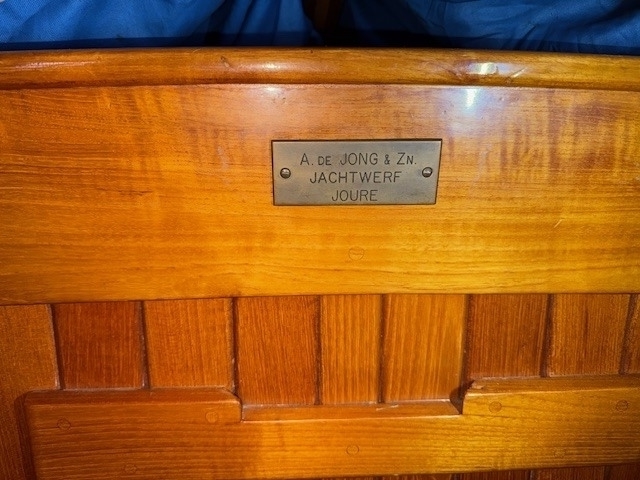 A. DE JONG & ZN.
JACHTWERF
JOURE